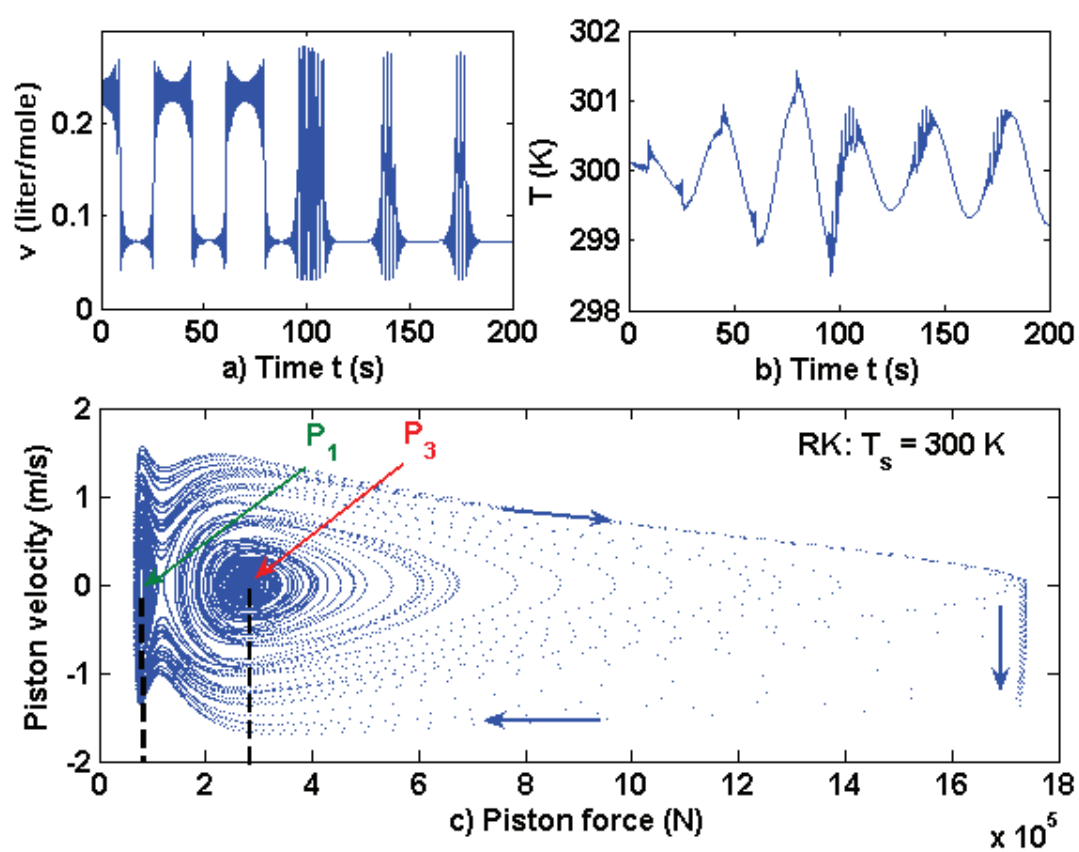 v (liter/mole)
0.2
0.1
0
0 50 100 150 200
a) Time t (s)
T (K)
302
301
300
299
298
0 50 100 150 200
b) Time t (s)
Piston velocity (m/s)
2
1
0
-1
-2
P1
P3
RK: Ts = 300 K
0 2 4 6 8 10 12 14 16 18
c) Piston force (N)
x 10^5